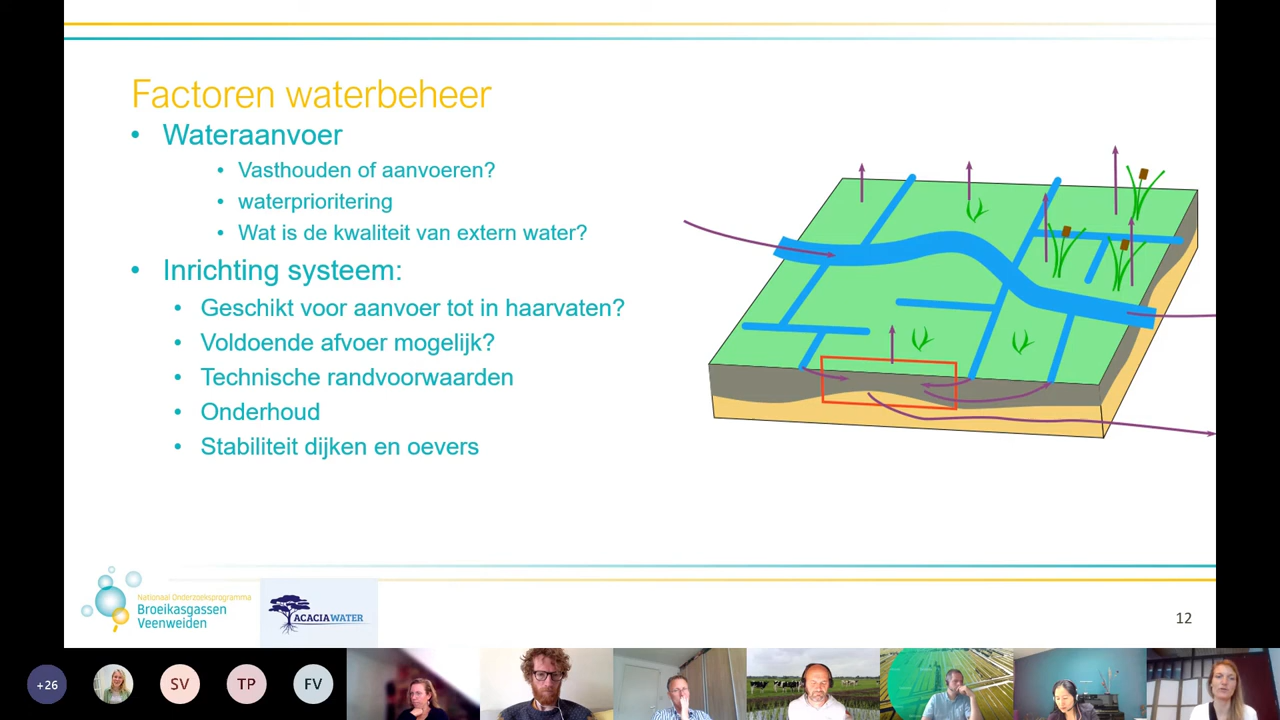 Factoren waterbeheer
• Wateraanvoer
• Vasthouden of aanvoeren?
• waterprioritering
• Wat is de kwaliteit van extern water?
• Inrichting systeem:
• Geschikt voor aanvoer tot in haarvaten?
• Voldoende afvoer mogelijk?
• Technische randvoorwaarden
• Onderhoud
• Stabiliteit dijken en oevers
Nationaal Onderzoeksprogramma
Broeikasgassen
Veenweiden
ACACIAWATER
12
+26
SV
TP
FV